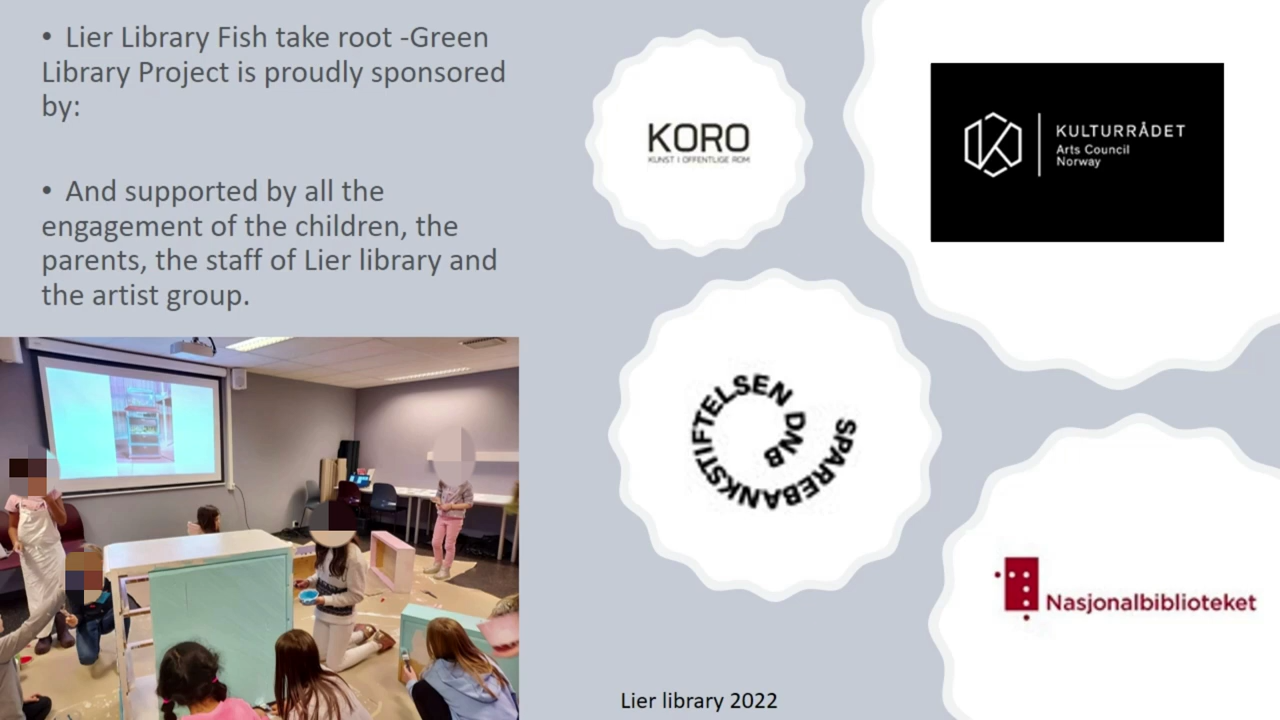 • Lier Library Fish take root -Green
Library Project is proudly sponsored
by:
• And supported by all the
engagement of the children, the
parents, the staff of Lier library and
the artist group.
KORO
KUNST I OFFENTLIGE ROM
KULTURRÅDET
Arts Council
Norway
SPAREBANKSTIFTELSEN DNB
Nasjonalbiblioteket
Lier library 2022